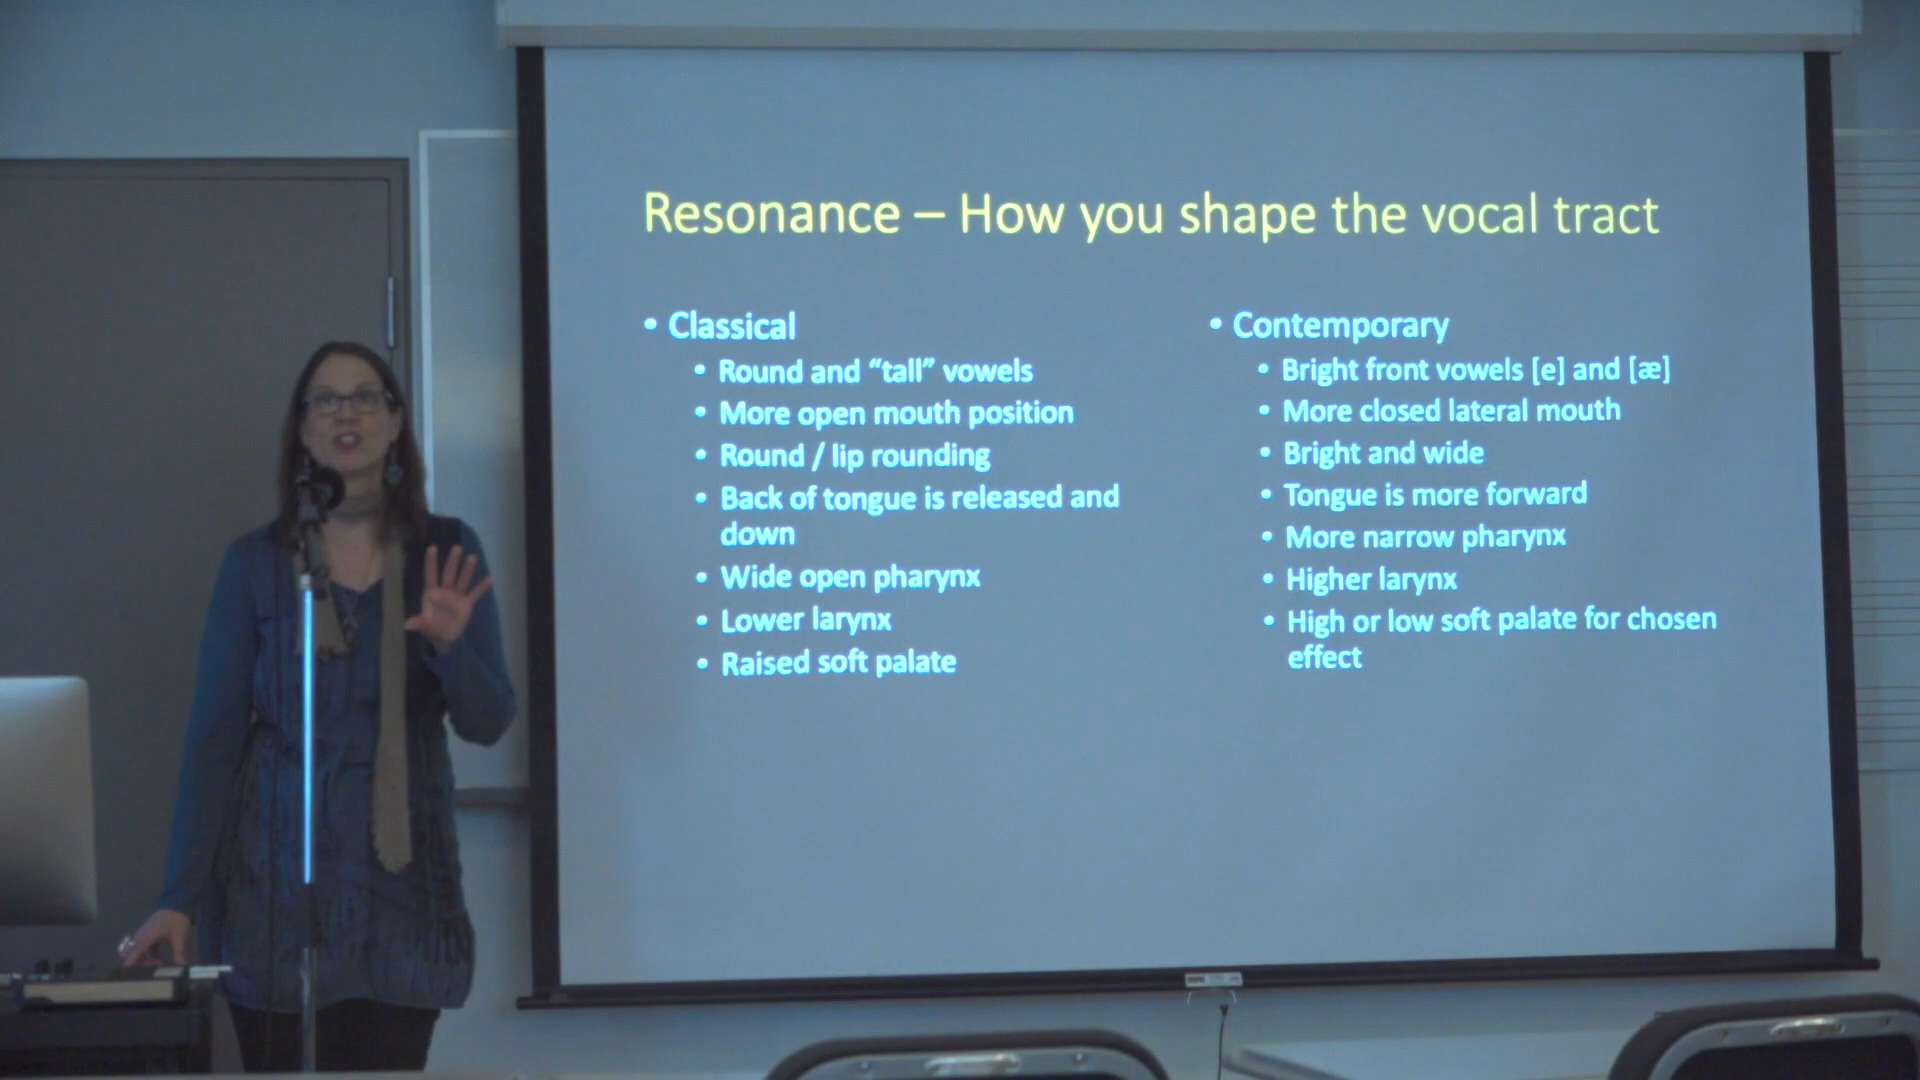 Resonance – How you shape the vocal tract
• Classical
• Round and “tall” vowels
• More open mouth position
• Round / lip rounding
• Back of tongue is released and
down
• Wide open pharynx
• Lower larynx
• Raised soft palate
• Contemporary
• Bright front vowels [e] and [æ]
• More closed lateral mouth
• Bright and wide
• Tongue is more forward
• More narrow pharynx
• Higher larynx
• High or low soft palate for chosen
effect